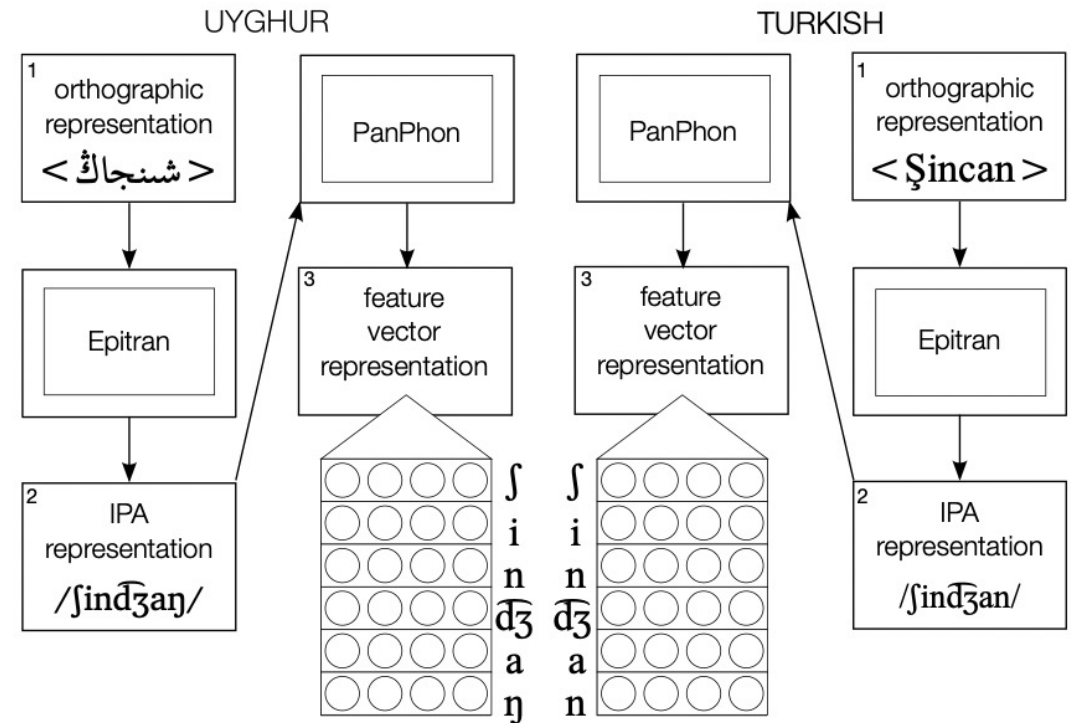 UYGHUR
1
orthographic
representation
< شىنجاڭ >
Epitran
2
IPA
representation
/ʃind͡ʒaŋ/
PanPhon
3
feature
vector
representation
ʃ
i
n
d͡ʒ
a
ŋ
TURKISH
PanPhon
3
feature
vector
representation
ʃ
i
n
d͡ʒ
a
n
1
orthographic
representation
< Şincan >
Epitran
2
IPA
representation
/ʃind͡ʒan/